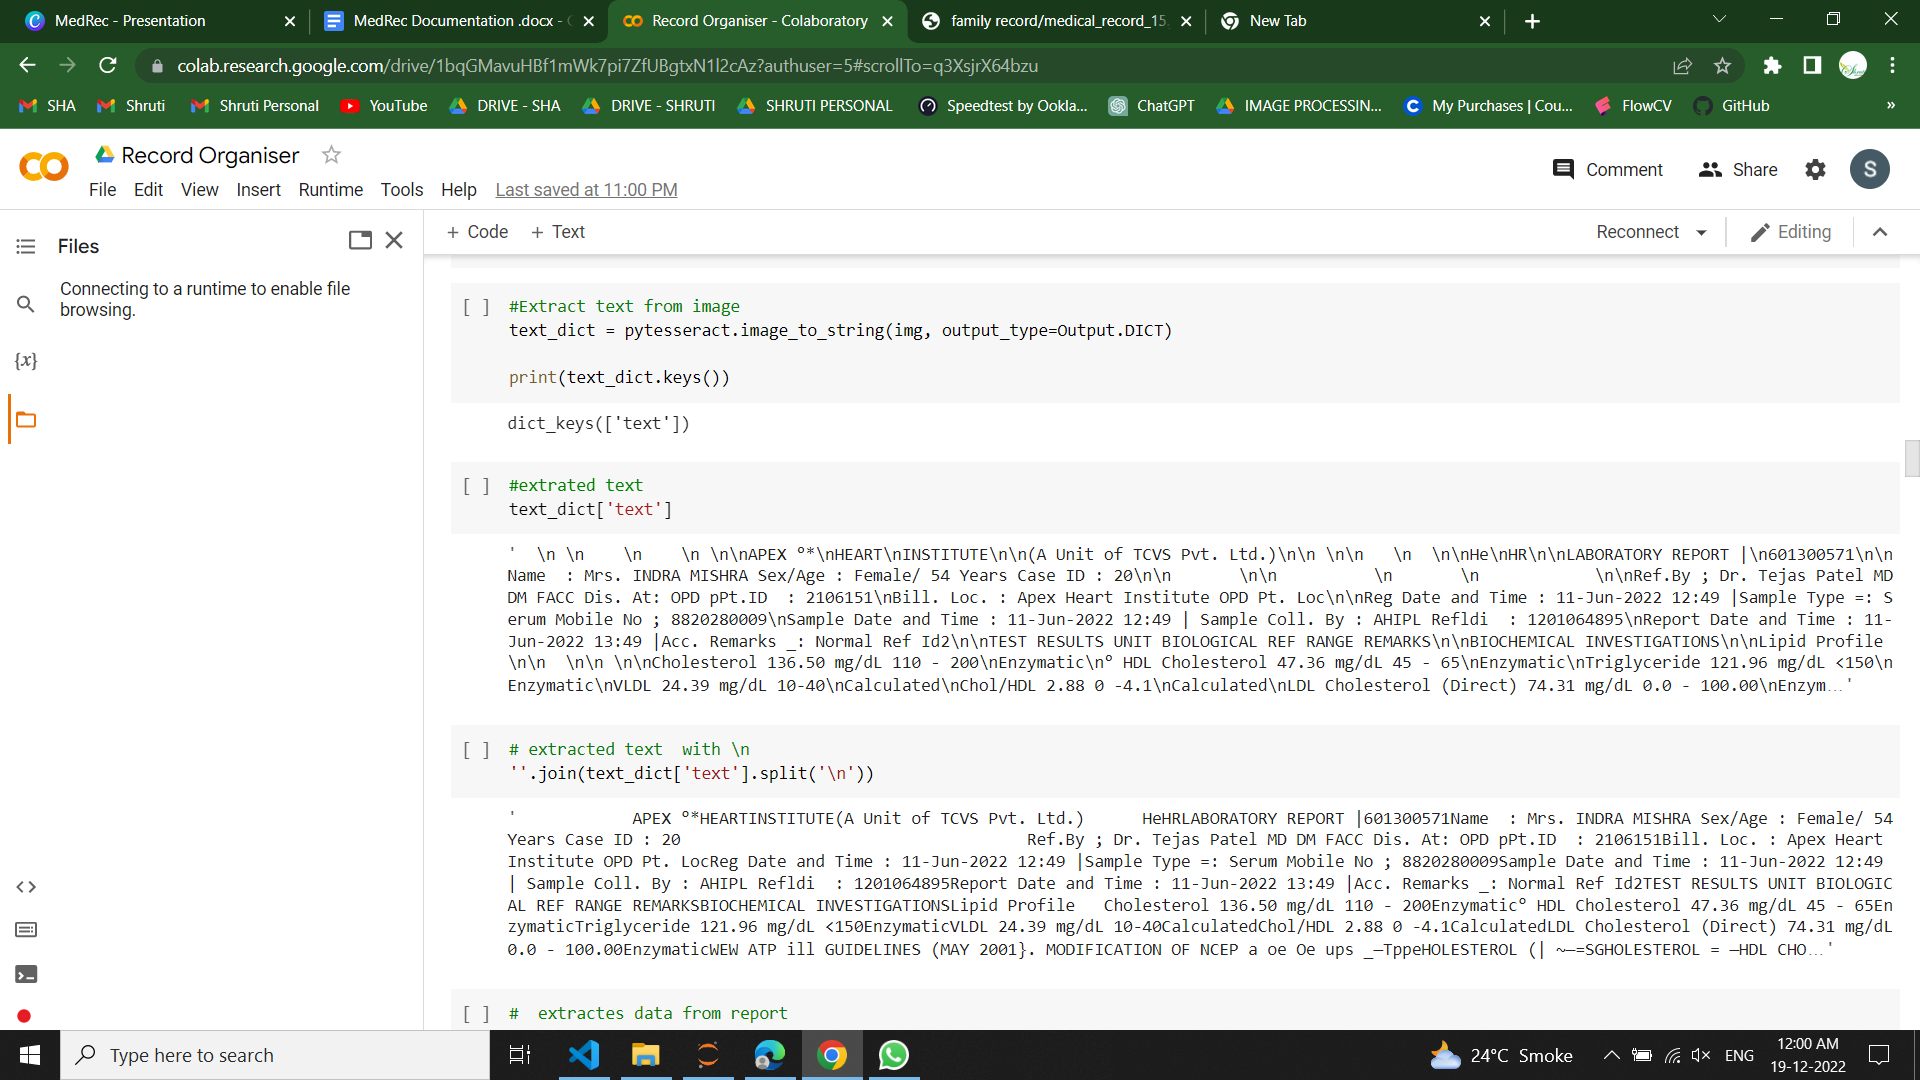 MedRec - Presentation
MedRec Documentation .docx -
Record Organiser - Colaboratory
family record/medical_record_15
New Tab
colab.research.google.com/drive/1bqGMavuHBf1mWk7pi7ZfUBgtxN1l2cAz?authuser=5#scrollTo=q3XsjrX64bzu
SHA Shruti Shruti Personal YouTube DRIVE - SHA DRIVE - SHRUTI SHRUTI PERSONAL Speedtest by Ookla... ChatGPT IMAGE PROCESSIN... My Purchases | Cou... FlowCV GitHub »
Record Organiser
Comment Share S
File Edit View Insert Runtime Tools Help Last saved at 11:00 PM
Files
+ Code + Text
Reconnect Editing
Connecting to a runtime to enable file
browsing.
{x}
[ ] #Extract text from image
text_dict = pytesseract.image_to_string(img, output_type=Output.DICT)
print(text_dict.keys())
dict_keys(['text'])
[ ] #extrated text
text_dict['text']
' \n \n \n \n \n\nAPEX °*\nHEART\nINSTITUTE\n\n(A Unit of TCVS Pvt. Ltd.)\n\n \n\n \n \n\nHe\nHR\n\nLABORATORY REPORT |\n601300571\n\n
Name : Mrs. INDRA MISHRA Sex/Age : Female/ 54 Years Case ID : 20\n\n \n\n \n \n \n\nRef.By ; Dr. Tejas Patel MD
DM FACC Dis. At: OPD pPt.ID : 2106151\nBill. Loc. : Apex Heart Institute OPD Pt. Loc\n\nReg Date and Time : 11-Jun-2022 12:49 |Sample Type =: S
erum Mobile No ; 8820280009\nSample Date and Time : 11-Jun-2022 12:49 | Sample Coll. By : AHIPL Refldi : 1201064895\nReport Date and Time : 11-
Jun-2022 13:49 |Acc. Remarks _: Normal Ref Id2\n\nTEST RESULTS UNIT BIOLOGICAL REF RANGE REMARKS\n\nBIOCHEMICAL INVESTIGATIONS\n\nLipid Profile
\n\n \n\n \n\nCholesterol 136.50 mg/dL 110 - 200\nEnzymatic\n° HDL Cholesterol 47.36 mg/dL 45 - 65\nEnzymatic\nTriglyceride 121.96 mg/dL <150\n
Enzymatic\nVLDL 24.39 mg/dL 10-40\nCalculated\nChol/HDL 2.88 0 -4.1\nCalculated\nLDL Cholesterol (Direct) 74.31 mg/dL 0.0 - 100.00\nEnzym…'
[ ] # extracted text with \n
''.join(text_dict['text'].split('\n'))
' APEX °*HEARTINSTITUTE(A Unit of TCVS Pvt. Ltd.) HeHRLABORATORY REPORT |601300571Name : Mrs. INDRA MISHRA Sex/Age : Female/ 54
Years Case ID : 20 Ref.By ; Dr. Tejas Patel MD DM FACC Dis. At: OPD pPt.ID : 2106151Bill. Loc. : Apex Heart
Institute OPD Pt. LocReg Date and Time : 11-Jun-2022 12:49 |Sample Type =: Serum Mobile No ; 8820280009Sample Date and Time : 11-Jun-2022 12:49
| Sample Coll. By : AHIPL Refldi : 1201064895Report Date and Time : 11-Jun-2022 13:49 |Acc. Remarks _: Normal Ref Id2TEST RESULTS UNIT BIOLOGIC
AL REF RANGE REMARKSBIOCHEMICAL INVESTIGATIONSLipid Profile Cholesterol 136.50 mg/dL 110 - 200Enzymatic° HDL Cholesterol 47.36 mg/dL 45 - 65En
zymaticTriglyceride 121.96 mg/dL <150EnzymaticVLDL 24.39 mg/dL 10-40CalculatedChol/HDL 2.88 0 -4.1CalculatedLDL Cholesterol (Direct) 74.31 mg/dL
0.0 - 100.00EnzymaticWEW ATP ill GUIDELINES (MAY 2001}. MODIFICATION OF NCEP a oe Oe ups _—TppeHOLESTEROL (| ~—=SGHOLESTEROL = —HDL CHO…'
[ ] # extractes data from report
Type here to search
24°C Smoke
ENG
12:00 AM
19-12-2022